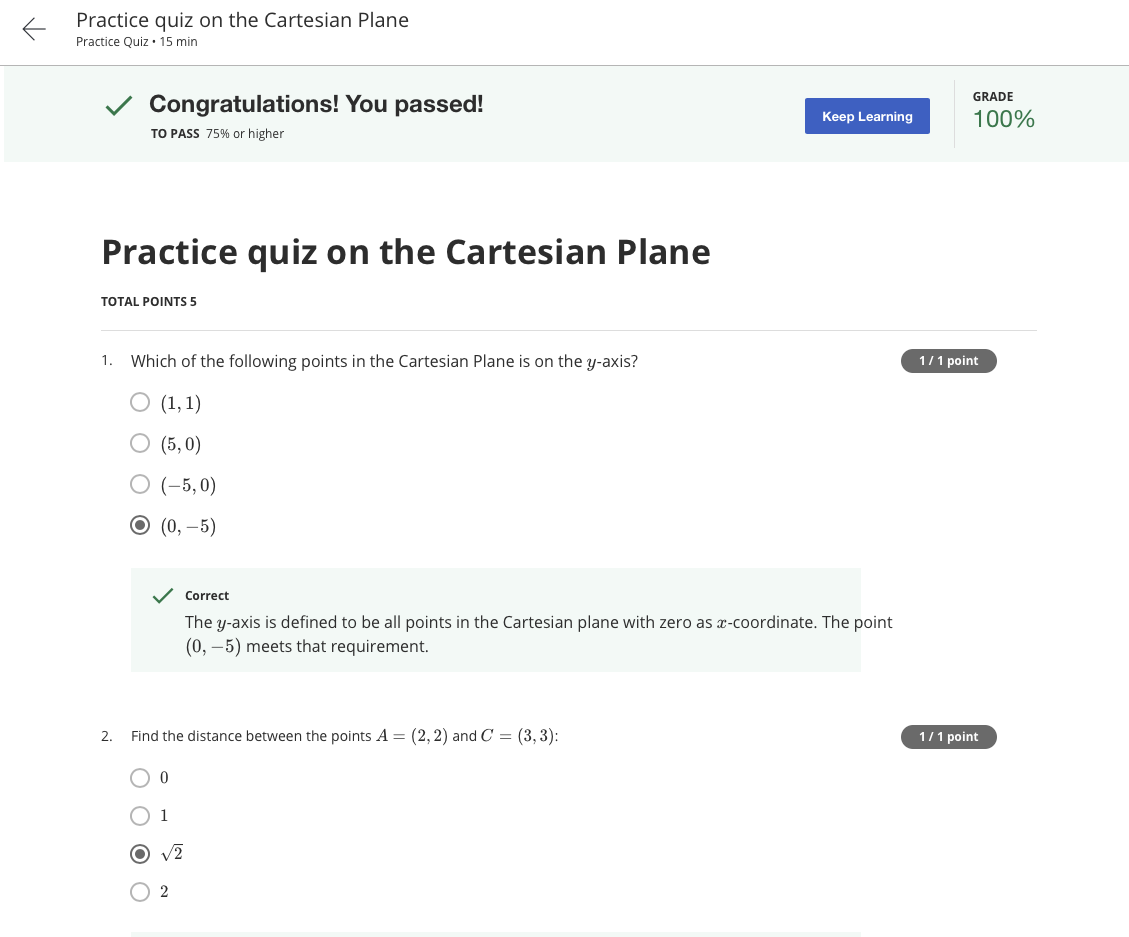 Practice quiz on the Cartesian Plane
Practice Quiz • 15 min
Congratulations! You passed!
TO PASS 75% or higher
Keep Learning
GRADE
100%
Practice quiz on the Cartesian Plane
TOTAL POINTS 5
1. Which of the following points in the Cartesian Plane is on the y-axis?
1 / 1 point
(1, 1)
(5, 0)
(−5, 0)
(0, −5)
Correct
The y-axis is defined to be all points in the Cartesian plane with zero as x-coordinate. The point
(0, −5) meets that requirement.
2. Find the distance between the points A = (2, 2) and C = (3, 3):
1 / 1 point
0
1
√2
2